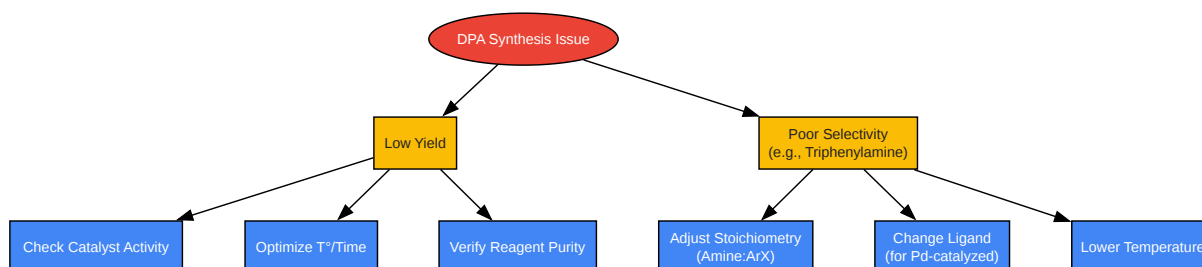 DPA Synthesis Issue
Low Yield
Poor Selectivity
(e.g., Triphenylamine)
Check Catalyst Activity
Optimize T°/Time
Verify Reagent Purity
Adjust Stoichiometry
(Amine:ArX)
Change Ligand
(for Pd-catalyzed)
Lower Temperature